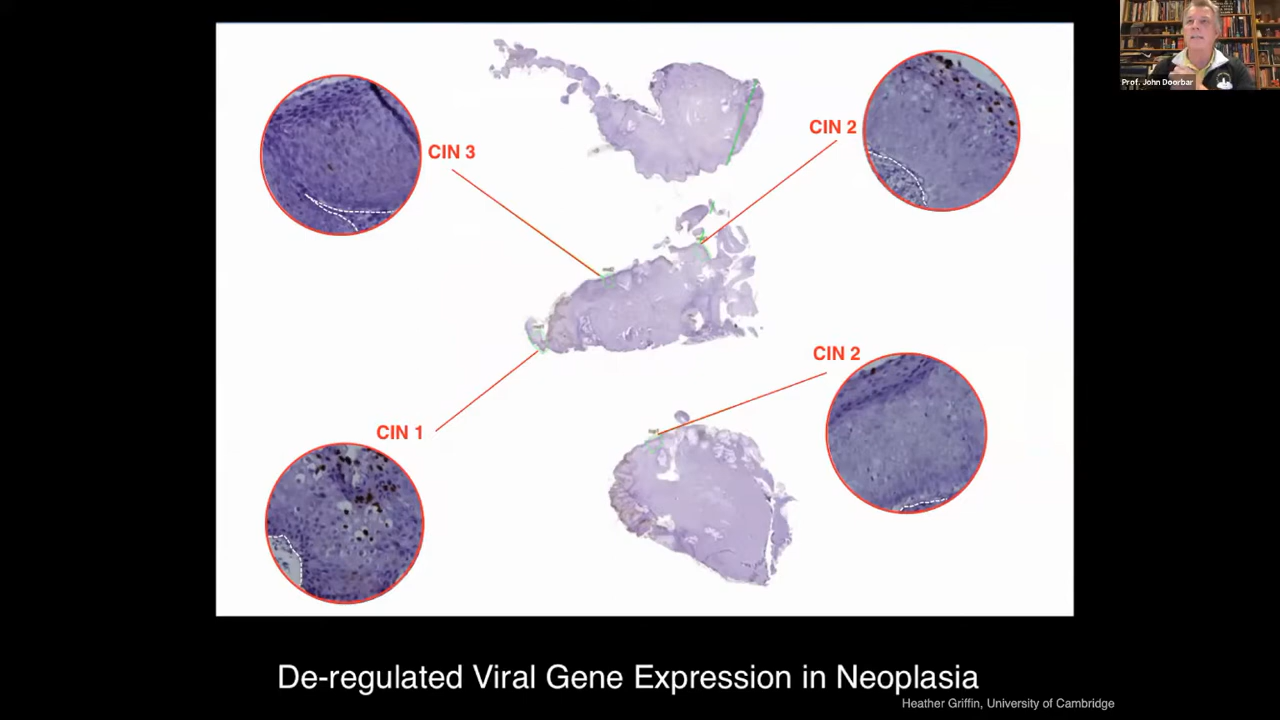 Prof. John Doorbar
CIN 3
CIN 2
CIN 1
CIN 2
De-regulated Viral Gene Expression in Neoplasia
Heather Griffin, University of Cambridge